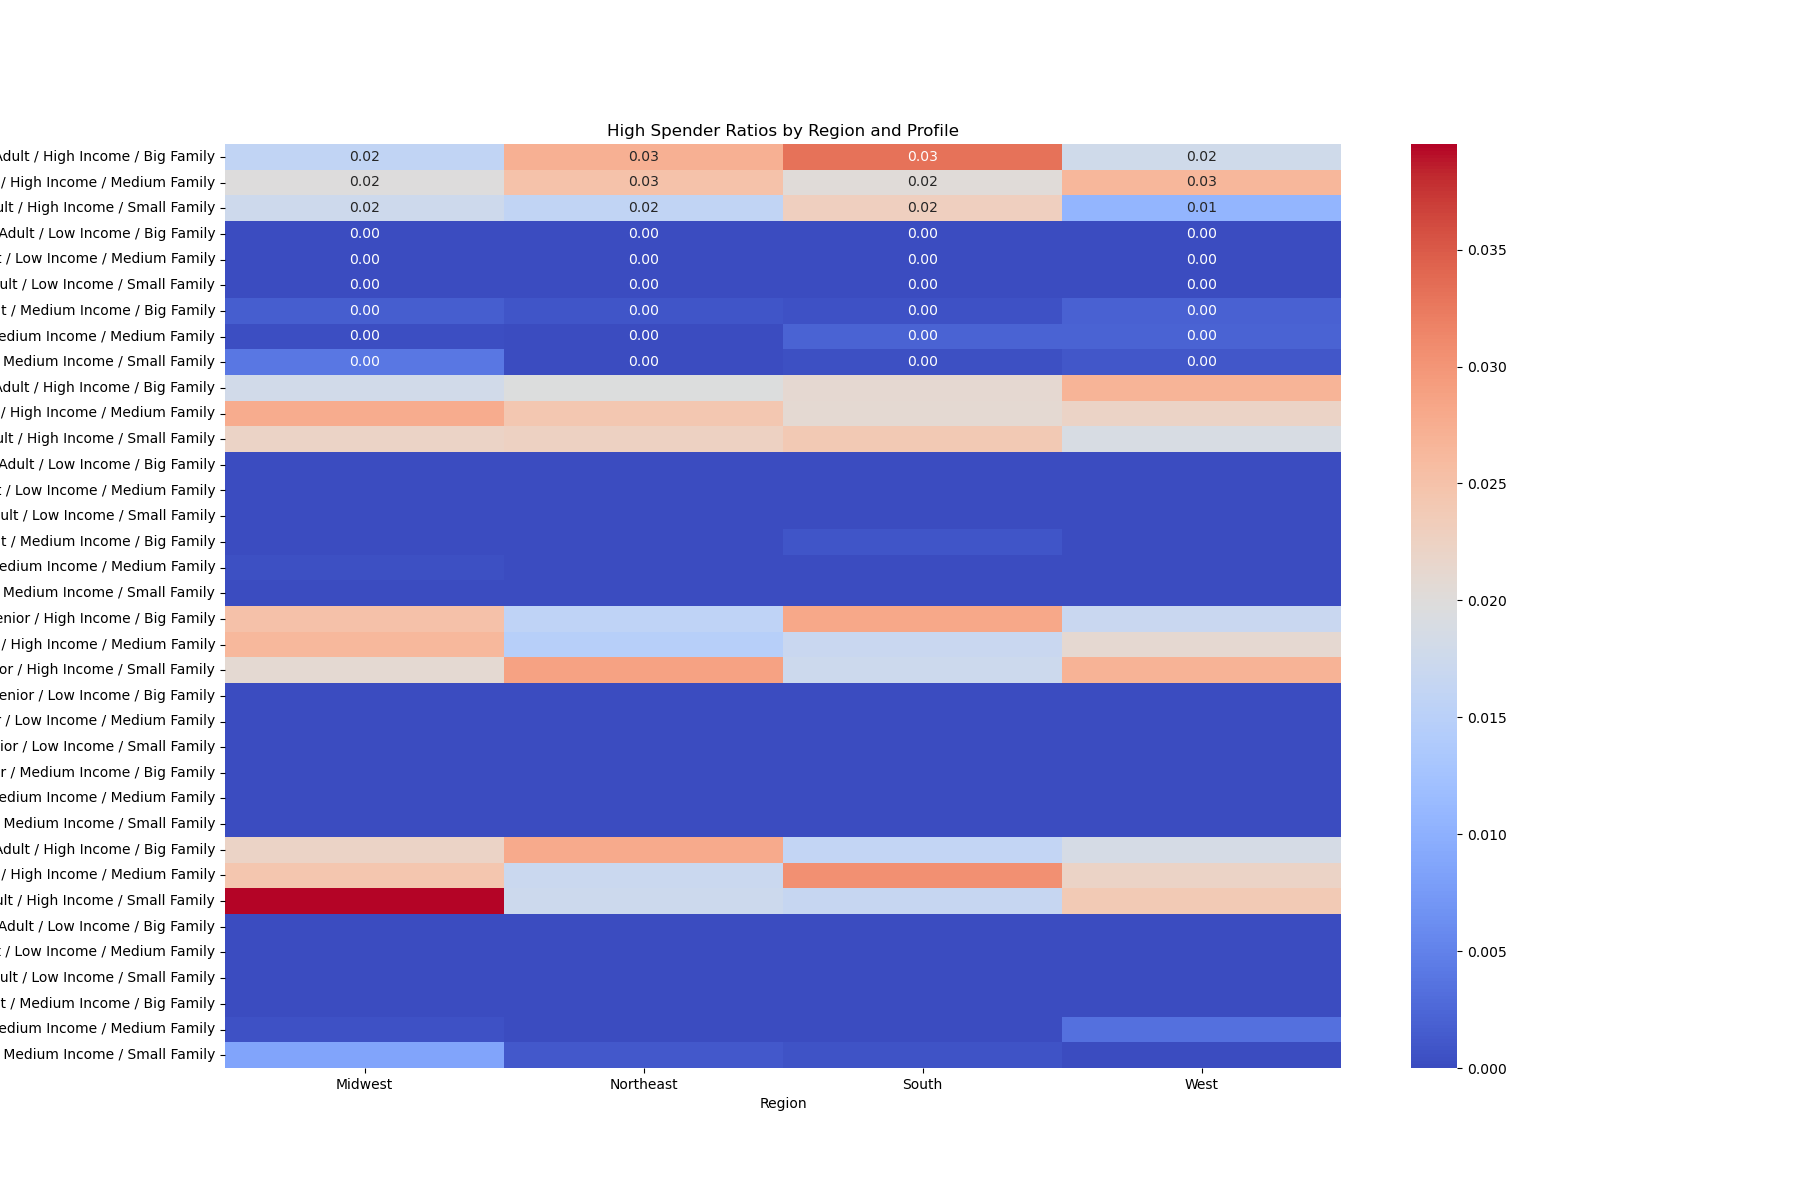 High Spender Ratios by Region and Profile
Adult / High Income / Big Family 0.02 0.03 0.03 0.02
/ High Income / Medium Family 0.02 0.03 0.02 0.03
ult / High Income / Small Family 0.02 0.02 0.02 0.01
Adult / Low Income / Big Family 0.00 0.00 0.00 0.00
t / Low Income / Medium Family 0.00 0.00 0.00 0.00
ult / Low Income / Small Family 0.00 0.00 0.00 0.00
t / Medium Income / Big Family 0.00 0.00 0.00 0.00
edium Income / Medium Family 0.00 0.00 0.00 0.00
Medium Income / Small Family 0.00 0.00 0.00 0.00
Adult / High Income / Big Family
/ High Income / Medium Family
ult / High Income / Small Family
Adult / Low Income / Big Family
t / Low Income / Medium Family
ult / Low Income / Small Family
t / Medium Income / Big Family
edium Income / Medium Family
Medium Income / Small Family
enior / High Income / Big Family
/ High Income / Medium Family
or / High Income / Small Family
enior / Low Income / Big Family
r / Low Income / Medium Family
ior / Low Income / Small Family
r / Medium Income / Big Family
edium Income / Medium Family
Medium Income / Small Family
Adult / High Income / Big Family
/ High Income / Medium Family
ult / High Income / Small Family
Adult / Low Income / Big Family
t / Low Income / Medium Family
ult / Low Income / Small Family
t / Medium Income / Big Family
edium Income / Medium Family
Medium Income / Small Family
Midwest Northeast South West
Region
0.035
0.030
0.025
0.020
0.015
0.010
0.005
0.000